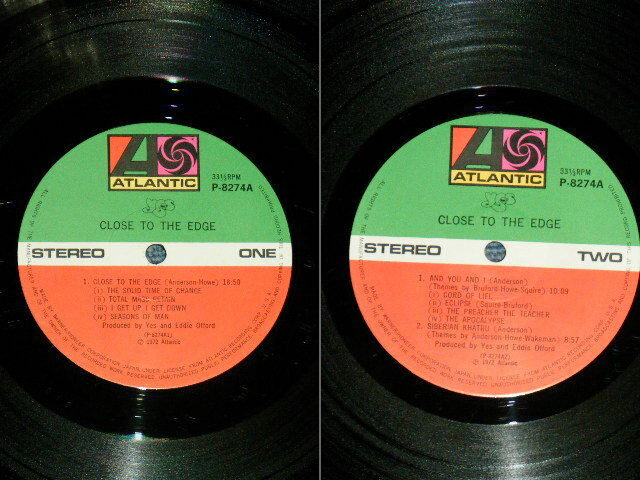 ATLANTIC
33⅓RPM
P-8274A
YES
CLOSE TO THE EDGE
STEREO ONE
1. CLOSE TO THE EDGE (Anderson-Howe) 18:50
(i) THE SOLID TIME OF CHANGE
(ii) TOTAL MASS RETAIN
(iii) I GET UP I GET DOWN
(iv) SEASONS OF MAN
Produced by Yes and Eddie Offord
(P-8274A1)
Ⓟ 1972 Atlantic
ATLANTIC
33⅓RPM
P-8274A
YES
CLOSE TO THE EDGE
STEREO TWO
1. AND YOU AND I (Anderson)
(Themes by Bruford-Howe-Squire) 10:09
(i) CORD OF LIFE
(ii) ECLIPSE (Squire-Bruford)
(iii) THE PREACHER THE TEACHER
(iv) THE APOCALYPSE
2. SIBERIAN KHATRU (Anderson)
(Themes by Anderson-Howe-Wakeman) 8:57
Produced by Yes and Eddie Offord
(P-8274A2)
Ⓟ 1972 Atlantic